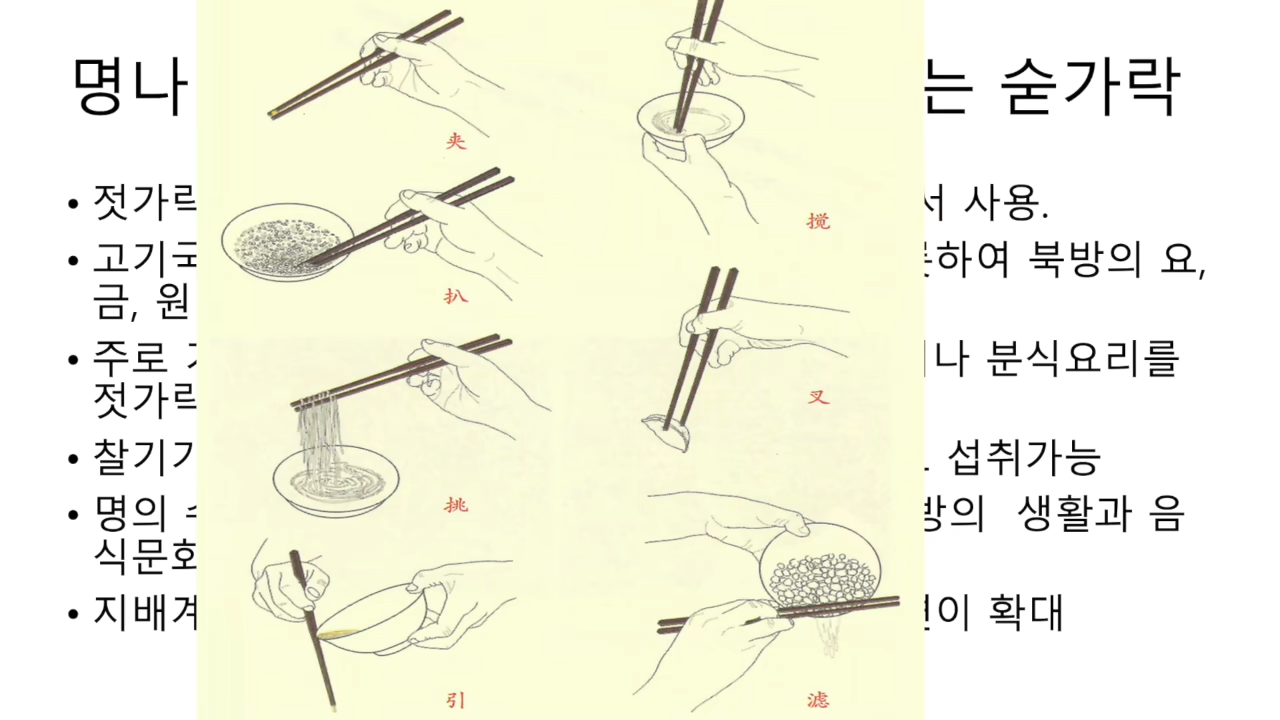 명나 는 숟가락
• 젓가락 서 사용.
• 고기국 하여 북방의 요,
금, 원
• 주로 나 분식요리를
젓가락
• 찰기가 섭취가능
• 명의 방의 생활과 음
식문화
• 지배계 이 확대
夹
搅
扒
叉
挑
引
滤